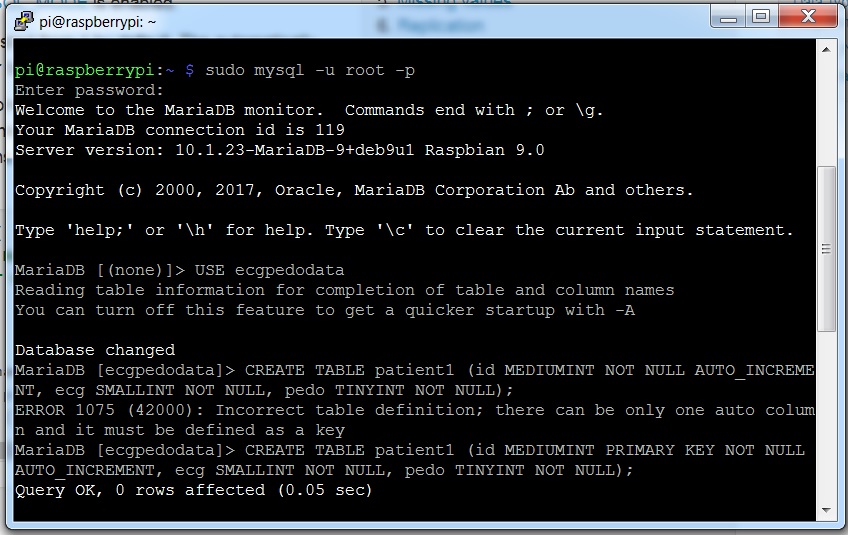 pi@raspberrypi: ~
pi@raspberrypi:~ $ sudo mysql -u root -p
Enter password:
Welcome to the MariaDB monitor.  Commands end with ; or \g.
Your MariaDB connection id is 119
Server version: 10.1.23-MariaDB-9+deb9u1 Raspbian 9.0
Copyright (c) 2000, 2017, Oracle, MariaDB Corporation Ab and others.
Type 'help;' or '\h' for help. Type '\c' to clear the current input statement.
MariaDB [(none)]> USE ecgpedodata
Reading table information for completion of table and column names
You can turn off this feature to get a quicker startup with -A
Database changed
MariaDB [ecgpedodata]> CREATE TABLE patient1 (id MEDIUMINT NOT NULL AUTO_INCREME
NT, ecg SMALLINT NOT NULL, pedo TINYINT NOT NULL);
ERROR 1075 (42000): Incorrect table definition; there can be only one auto colum
n and it must be defined as a key
MariaDB [ecgpedodata]> CREATE TABLE patient1 (id MEDIUMINT PRIMARY KEY NOT NULL
AUTO_INCREMENT, ecg SMALLINT NOT NULL, pedo TINYINT NOT NULL);
Query OK, 0 rows affected (0.05 sec)